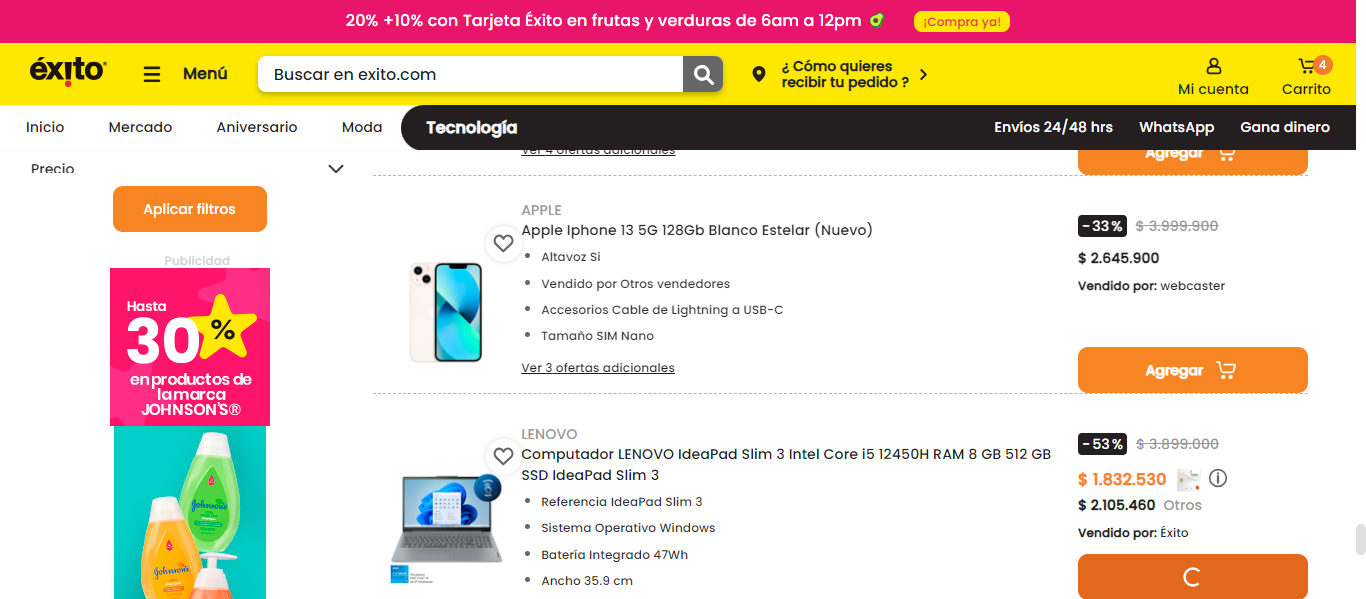 20% +10% con Tarjeta Éxito en frutas y verduras de 6am a 12pm ¡Compra ya!
éxito
Menú
Buscar en exito.com
¿ Cómo quieres
recibir tu pedido ?
Mi cuenta
4
Carrito
Inicio Mercado Aniversario Moda Tecnología Envíos 24/48 hrs WhatsApp Gana dinero
Precio
Aplicar filtros
Publicidad
Hasta
30%
en productos de
la marca
JOHNSON'S®
Johnson's
Johnson's
Ver 4 ofertas adicionales
Agregar
APPLE
Apple Iphone 13 5G 128Gb Blanco Estelar (Nuevo)
Altavoz Si
Vendido por Otros vendedores
Accesorios Cable de Lightning a USB-C
Tamaño SIM Nano
Ver 3 ofertas adicionales
-33% $ 3.999.900
$ 2.645.900
Vendido por: webcaster
Agregar
LENOVO
Computador LENOVO IdeaPad Slim 3 Intel Core i5 12450H RAM 8 GB 512 GB
SSD IdeaPad Slim 3
Referencia IdeaPad Slim 3
Sistema Operativo Windows
Batería Integrado 47Wh
Ancho 35.9 cm
-53% $ 3.899.000
$ 1.832.530
$ 2.105.460 Otros
Vendido por: Éxito